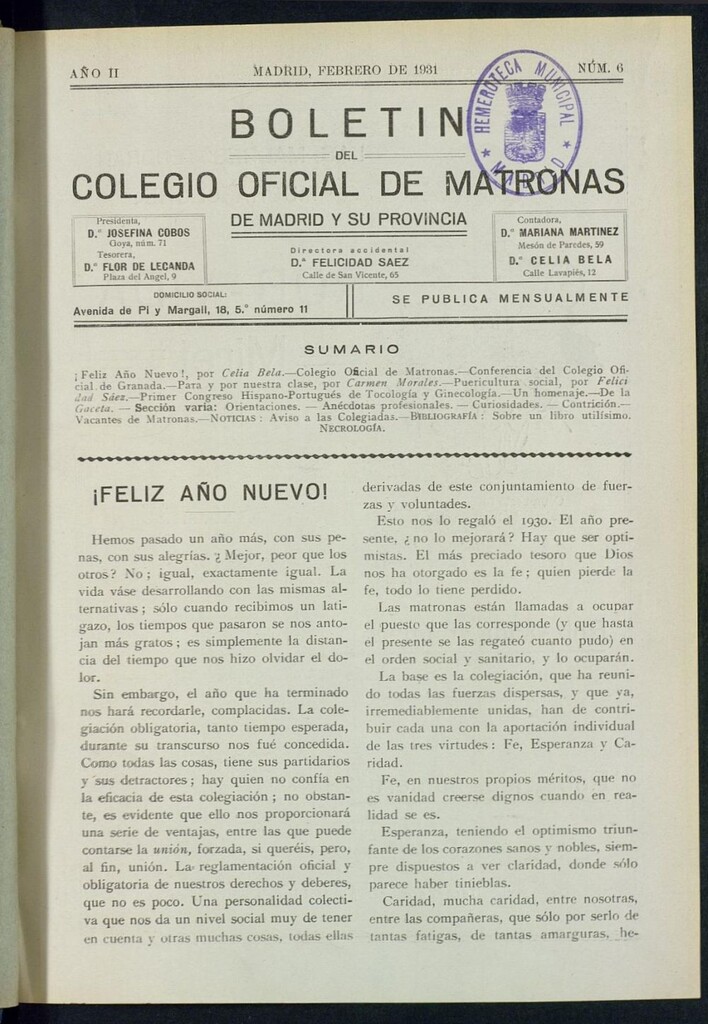 AÑO II
MADRID, FEBRERO DE 1931
NÚM. 6
HEMEROTECA MUNICIPAL
★ MADRID ★
BOLETIN
DEL
COLEGIO OFICIAL DE MATRONAS
DE MADRID Y SU PROVINCIA
Presidenta,
D.ª JOSEFINA COBOS
Goya, núm. 71
Tesorera,
D.ª FLOR DE LECANDA
Plaza del Angel, 9
Directora accidental
D.ª FELICIDAD SAEZ
Calle de San Vicente, 65
Contadora,
D.ª MARIANA MARTINEZ
Mesón de Paredes, 59
D.ª CELIA BELA
Calle Lavapiés, 12
DOMICILIO SOCIAL:
Avenida de Pi y Margall, 18, 5.º número 11
SE PUBLICA MENSUALMENTE
SUMARIO
¡Feliz Año Nuevo!, por Celia Bela.—Colegio Oficial de Matronas.—Conferencia del Colegio Ofi-
cial de Granada.—Para y por nuestra clase, por Carmen Morales.—Puericultura social, por Felici
dad Sáez.—Primer Congreso Hispano-Portugués de Tocología y Ginecología.—Un homenaje.—De la
Gaceta. — Sección varia: Orientaciones. — Anécdotas profesionales. — Curiosidades. — Contrición.—
Vacantes de Matronas.—NOTICIAS: Aviso a las Colegiadas.—BIBLIOGRAFÍA: Sobre un libro utilísimo.
NECROLOGÍA.
¡FELIZ AÑO NUEVO!
Hemos pasado un año más, con sus pe-
nas, con sus alegrías. ¿Mejor, peor que los
otros? No; igual, exactamente igual. La
vida váse desarrollando con las mismas al-
ternativas; sólo cuando recibimos un lati-
gazo, los tiempos que pasaron se nos anto-
jan más gratos; es simplemente la distan-
cia del tiempo que nos hizo olvidar el do-
lor.
Sin embargo, el año que ha terminado
nos hará recordarle, complacidas. La cole-
giación obligatoria, tanto tiempo esperada,
durante su transcurso nos fué concedida.
Como todas las cosas, tiene sus partidarios
y sus detractores; hay quien no confía en
la eficacia de esta colegiación; no obstan-
te, es evidente que ello nos proporcionará
una serie de ventajas, entre las que puede
contarse la unión, forzada, si queréis, pero,
al fin, unión. La reglamentación oficial y
obligatoria de nuestros derechos y deberes,
que no es poco. Una personalidad colecti-
va que nos da un nivel social muy de tener
en cuenta y otras muchas cosas, todas ellas
derivadas de este conjuntamiento de fuer-
zas y voluntades.
Esto nos lo regaló el 1930. El año pre-
sente, ¿no lo mejorará? Hay que ser opti-
mistas. El más preciado tesoro que Dios
nos ha otorgado es la fe; quien pierde la
fe, todo lo tiene perdido.
Las matronas están llamadas a ocupar
el puesto que las corresponde (y que hasta
el presente se las regateó cuanto pudo) en
el orden social y sanitario, y lo ocuparán.
La base es la colegiación, que ha reuni-
do todas las fuerzas dispersas, y que ya,
irremediablemente unidas, han de contri-
buir cada una con la aportación individual
de las tres virtudes: Fe, Esperanza y Ca-
ridad.
Fe, en nuestros propios méritos, que no
es vanidad creerse dignos cuando en rea-
lidad se es.
Esperanza, teniendo el optimismo triun-
fante de los corazones sanos y nobles, siem-
pre dispuestos a ver claridad, donde sólo
parece haber tinieblas.
Caridad, mucha caridad, entre nosotras,
entre las compañeras, que sólo por serlo de
tantas fatigas, de tantas amarguras, he-